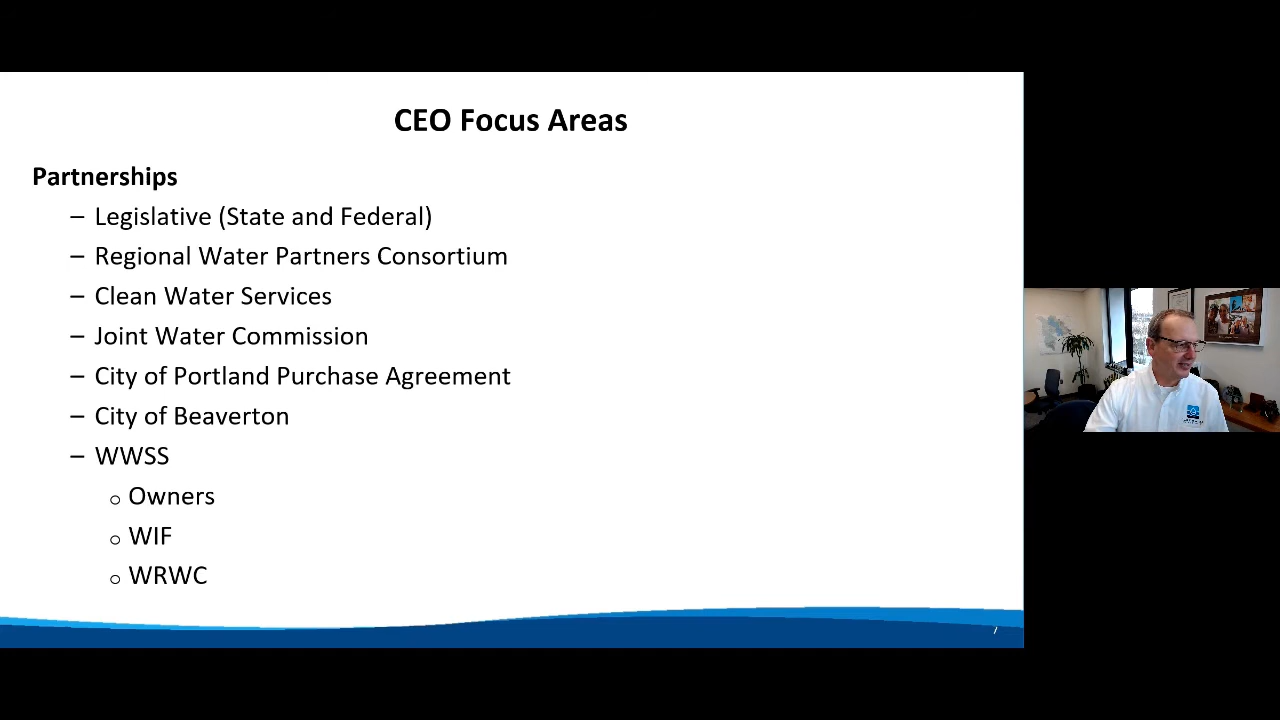 CEO Focus Areas
Partnerships
– Legislative (State and Federal)
– Regional Water Partners Consortium
– Clean Water Services
– Joint Water Commission
– City of Portland Purchase Agreement
– City of Beaverton
– WWSS
o Owners
o WIF
o WRWC
7